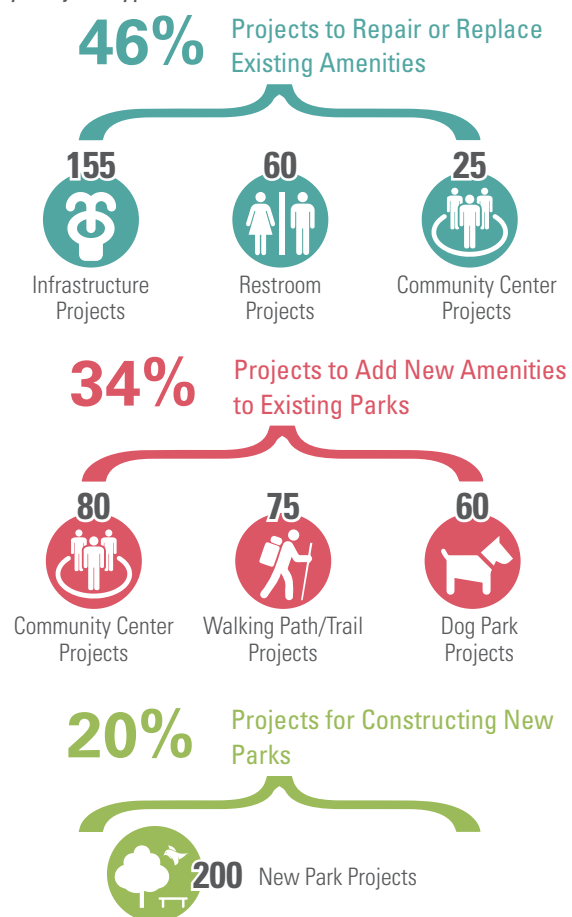 46% Projects to Repair or Replace
Existing Amenities
155 60 25
Infrastructure Restroom Community Center
Projects Projects Projects
34% Projects to Add New Amenities
to Existing Parks
80 75 60
Community Center Walking Path/Trail Dog Park
Projects Projects Projects
20% Projects for Constructing New
Parks
200 New Park Projects